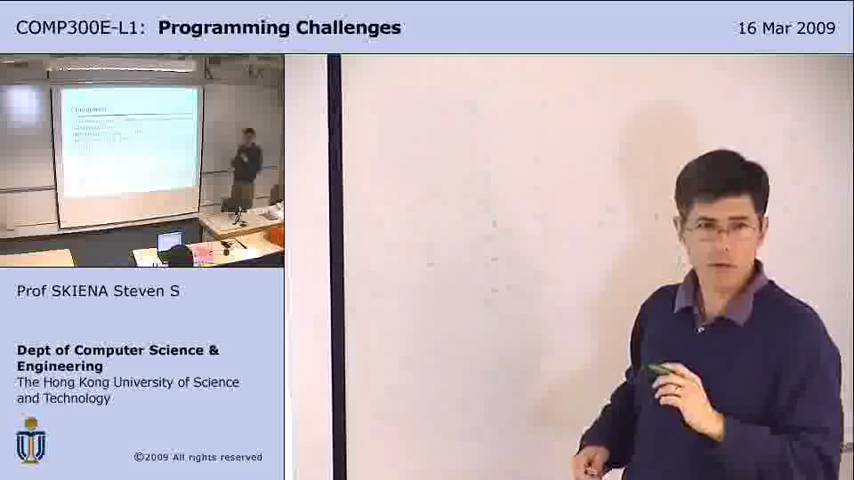 COMP300E-L1: Programming Challenges
16 Mar 2009
Prof SKIENA Steven S
Dept of Computer Science &
Engineering
The Hong Kong University of Science
and Technology
©2009 All rights reserved